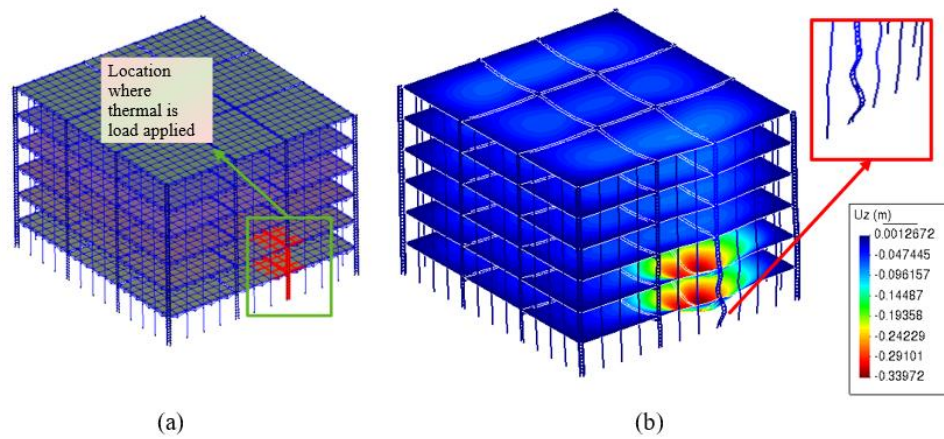 Location
where
thermal is
load applied
Uz (m)
0.0012672
-0.047445
-0.096157
-0.14487
-0.19358
-0.24229
-0.29101
-0.33972
(a)
(b)